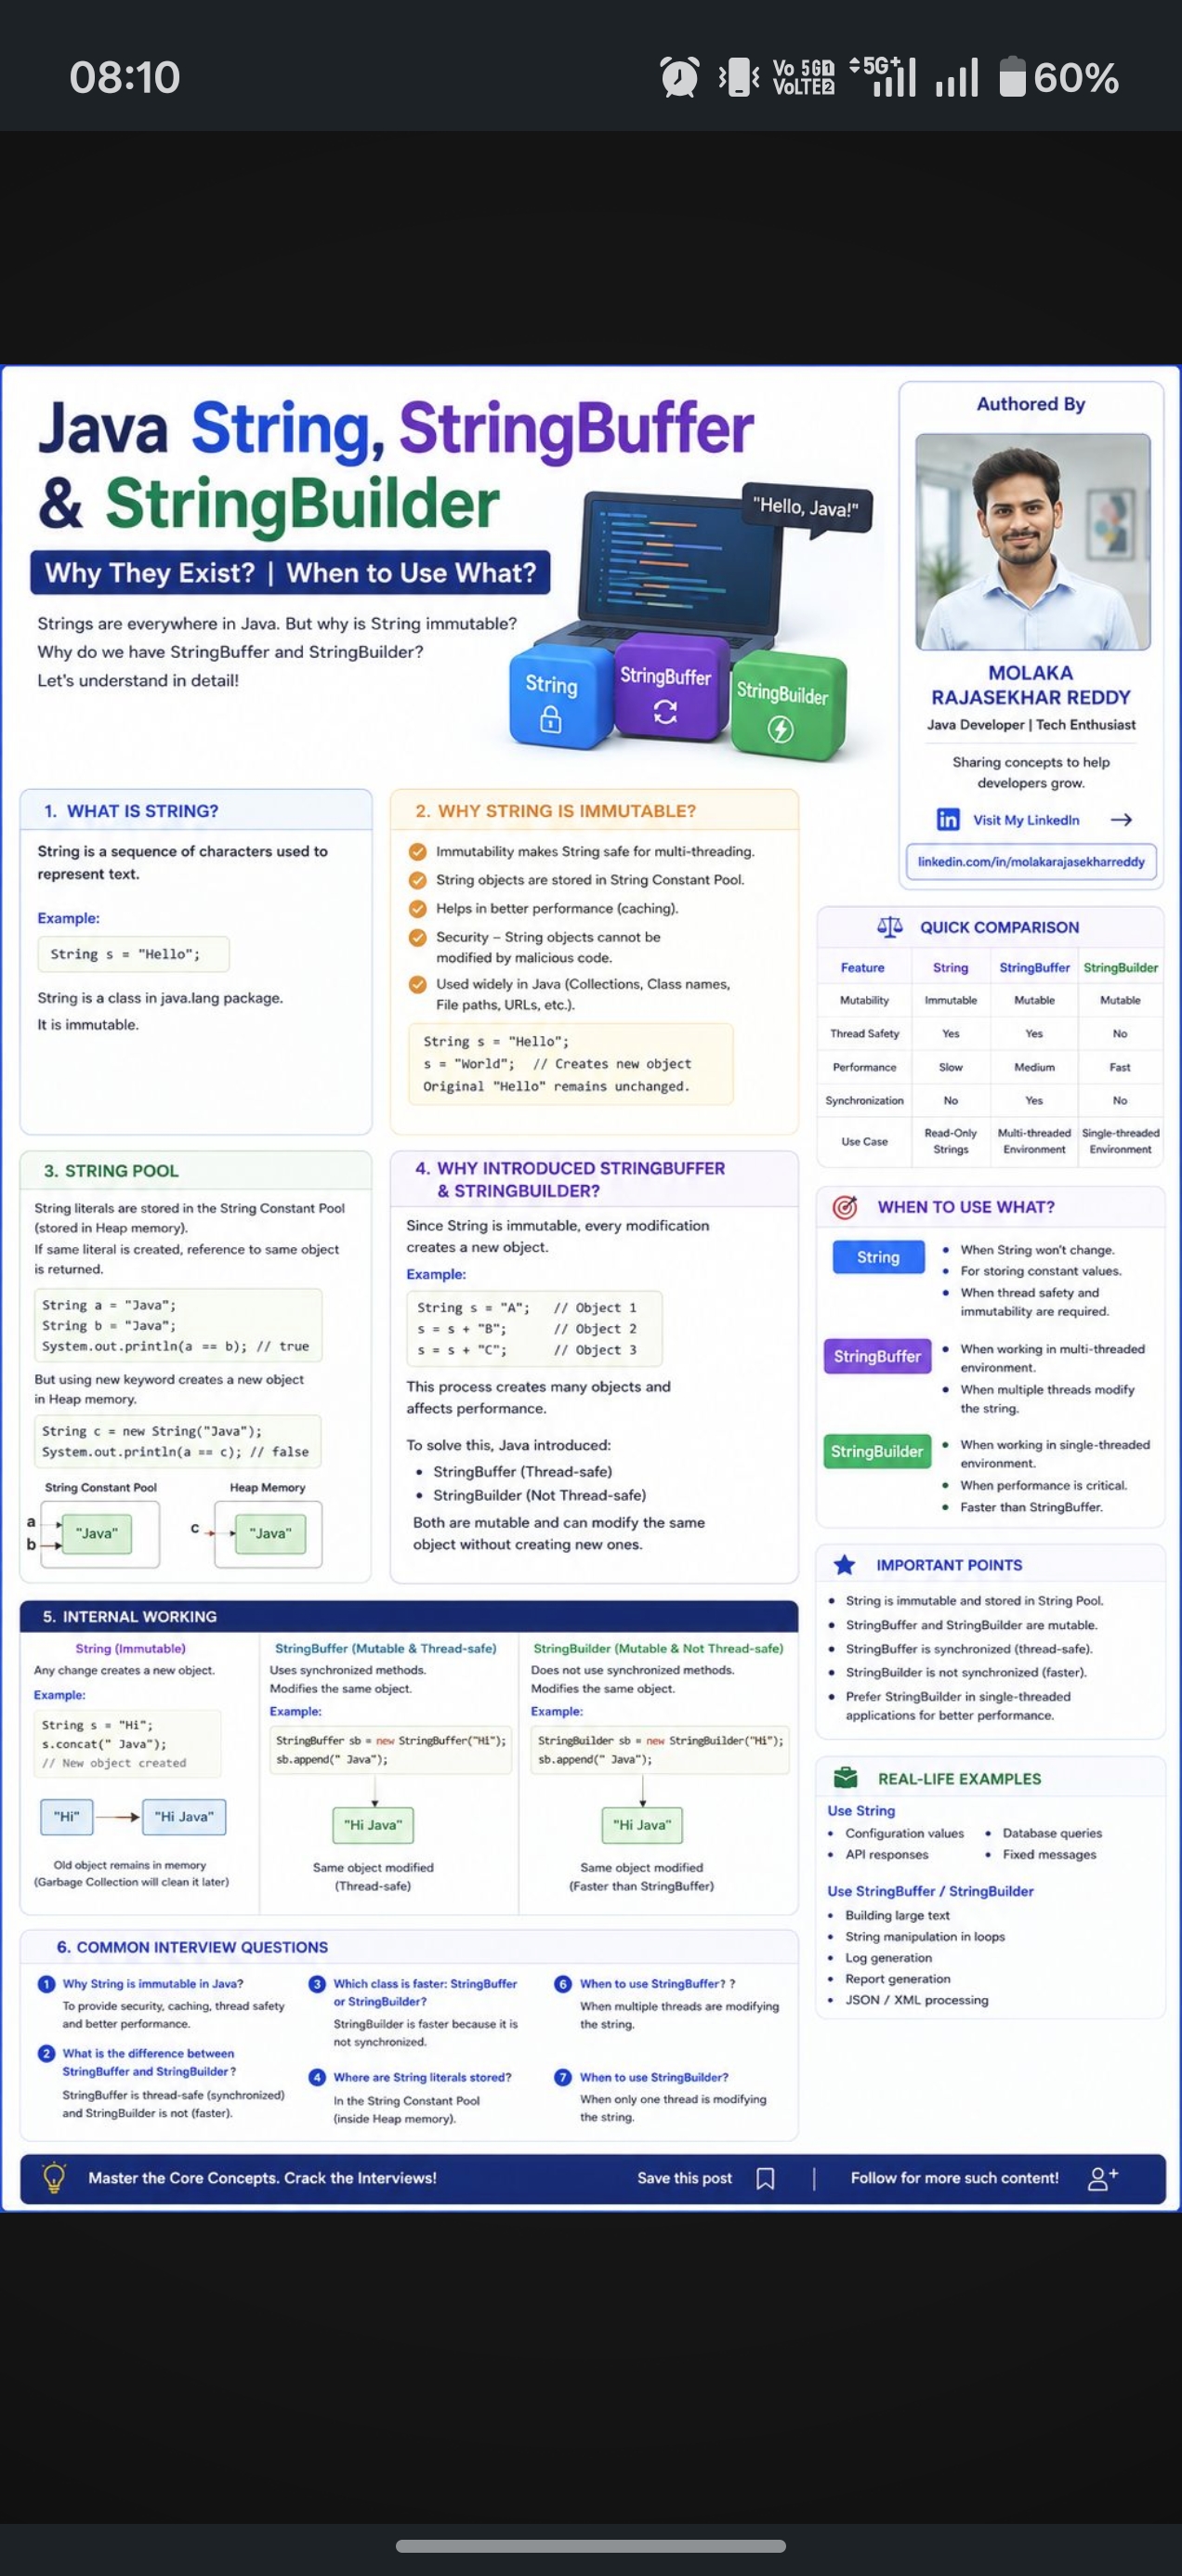 08:10
Vo 5G1
VoLTE2
5G+
60%
Java String, StringBuffer
& StringBuilder
Why They Exist? | When to Use What?
Strings are everywhere in Java. But why is String immutable?
Why do we have StringBuffer and StringBuilder?
Let's understand in detail!
"Hello, Java!"
String
StringBuffer
StringBuilder
Authored By
MOLAKA
RAJASEKHAR REDDY
Java Developer | Tech Enthusiast
Sharing concepts to help
developers grow.
in Visit My LinkedIn →
linkedin.com/in/molakarajasekharreddy
1. WHAT IS STRING?
String is a sequence of characters used to
represent text.
Example:
String s = "Hello";
String is a class in java.lang package.
It is immutable.
2. WHY STRING IS IMMUTABLE?
Immutability makes String safe for multi-threading.
String objects are stored in String Constant Pool.
Helps in better performance (caching).
Security – String objects cannot be
modified by malicious code.
Used widely in Java (Collections, Class names,
File paths, URLs, etc.).
String s = "Hello";
s = "World"; // Creates new object
Original "Hello" remains unchanged.
QUICK COMPARISON
Feature String StringBuffer StringBuilder
Mutability Immutable Mutable Mutable
Thread Safety Yes Yes No
Performance Slow Medium Fast
Synchronization No Yes No
Use Case Read-Only Strings Multi-threaded Environment Single-threaded Environment
3. STRING POOL
String literals are stored in the String Constant Pool
(stored in Heap memory).
If same literal is created, reference to same object
is returned.
String a = "Java";
String b = "Java";
System.out.println(a == b); // true
But using new keyword creates a new object
in Heap memory.
String c = new String("Java");
System.out.println(a == c); // false
String Constant Pool
a
b
"Java"
Heap Memory
c
"Java"
4. WHY INTRODUCED STRINGBUFFER
& STRINGBUILDER?
Since String is immutable, every modification
creates a new object.
Example:
String s = "A"; // Object 1
s = s + "B"; // Object 2
s = s + "C"; // Object 3
This process creates many objects and
affects performance.
To solve this, Java introduced:
• StringBuffer (Thread-safe)
• StringBuilder (Not Thread-safe)
Both are mutable and can modify the same
object without creating new ones.
WHEN TO USE WHAT?
String
• When String won't change.
• For storing constant values.
• When thread safety and
immutability are required.
StringBuffer
• When working in multi-threaded
environment.
• When multiple threads modify
the string.
StringBuilder
• When working in single-threaded
environment.
• When performance is critical.
• Faster than StringBuffer.
IMPORTANT POINTS
• String is immutable and stored in String Pool.
• StringBuffer and StringBuilder are mutable.
• StringBuffer is synchronized (thread-safe).
• StringBuilder is not synchronized (faster).
• Prefer StringBuilder in single-threaded
applications for better performance.
5. INTERNAL WORKING
String (Immutable)
Any change creates a new object.
Example:
String s = "Hi";
s.concat(" Java");
// New object created
"Hi"
"Hi Java"
Old object remains in memory
(Garbage Collection will clean it later)
StringBuffer (Mutable & Thread-safe)
Uses synchronized methods.
Modifies the same object.
Example:
StringBuffer sb = new StringBuffer("Hi");
sb.append(" Java");
"Hi Java"
Same object modified
(Thread-safe)
StringBuilder (Mutable & Not Thread-safe)
Does not use synchronized methods.
Modifies the same object.
Example:
StringBuilder sb = new StringBuilder("Hi");
sb.append(" Java");
"Hi Java"
Same object modified
(Faster than StringBuffer)
REAL-LIFE EXAMPLES
Use String
• Configuration values • Database queries
• API responses • Fixed messages
Use StringBuffer / StringBuilder
• Building large text
• String manipulation in loops
• Log generation
• Report generation
• JSON / XML processing
6. COMMON INTERVIEW QUESTIONS
1 Why String is immutable in Java?
To provide security, caching, thread safety
and better performance.
2 What is the difference between
StringBuffer and StringBuilder?
StringBuffer is thread-safe (synchronized)
and StringBuilder is not (faster).
3 Which class is faster: StringBuffer
or StringBuilder?
StringBuilder is faster because it is
not synchronized.
4 Where are String literals stored?
In the String Constant Pool
(inside Heap memory).
6 When to use StringBuffer? ?
When multiple threads are modifying
the string.
7 When to use StringBuilder?
When only one thread is modifying
the string.
Master the Core Concepts. Crack the Interviews!
Save this post
Follow for more such content!